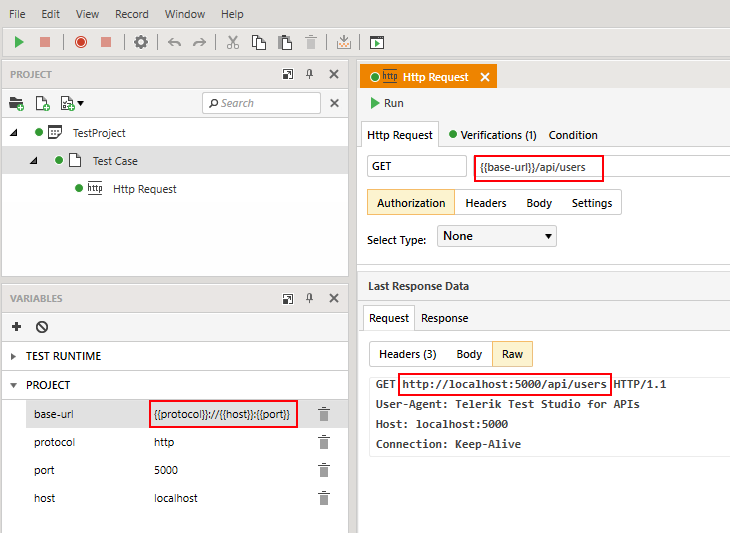 File Edit View Record Window Help
PROJECT
Search
TestProject
Test Case
http Http Request
VARIABLES
TEST RUNTIME
PROJECT
base-url {{protocol}}://{{host}}:{{port}}
protocol http
port 5000
host localhost
http Http Request
Run
Http Request Verifications (1) Condition
GET {{base-url}}/api/users
Authorization Headers Body Settings
Select Type: None
Last Response Data
Request Response
Headers (3) Body Raw
GET http://localhost:5000/api/users HTTP/1.1
User-Agent: Telerik Test Studio for APIs
Host: localhost:5000
Connection: Keep-Alive